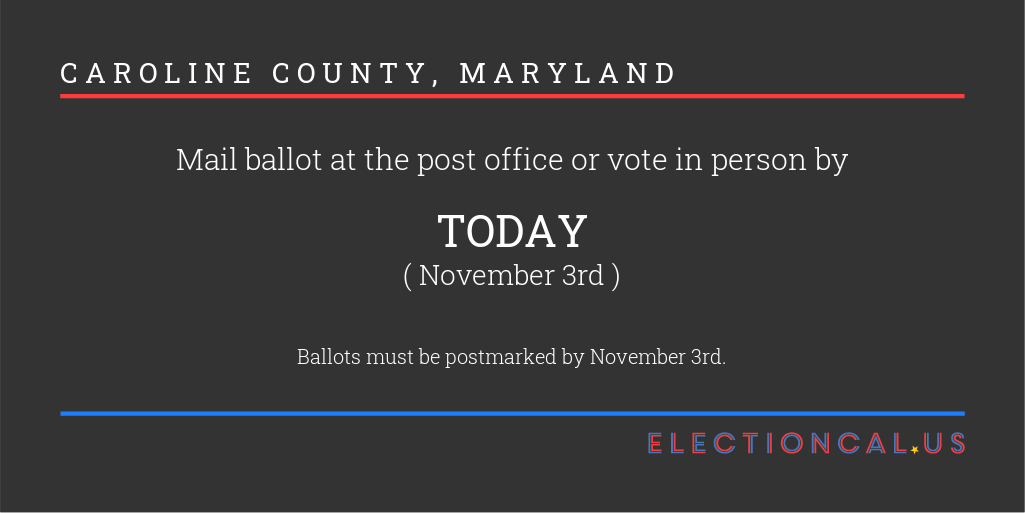 CAROLINE COUNTY, MARYLAND
Mail ballot at the post office or vote in person by
TODAY
( November 3rd )
Ballots must be postmarked by November 3rd.
ELECTIONCAL.US